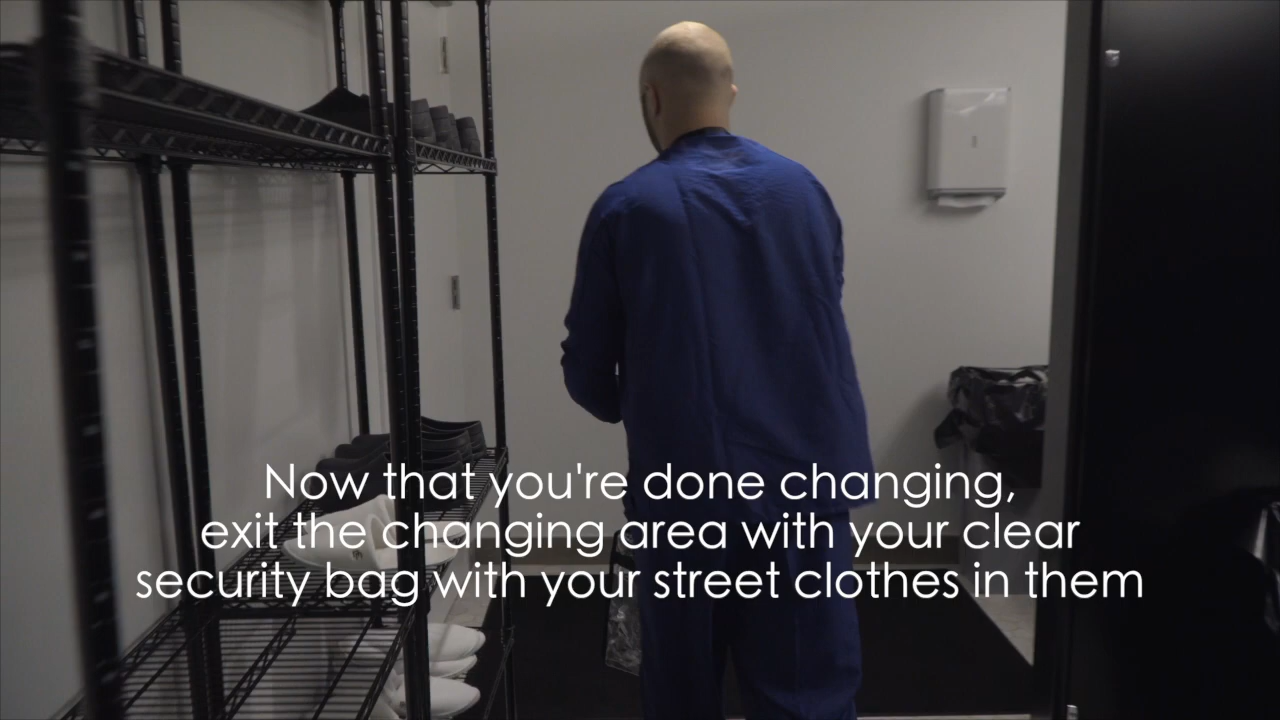 Now that you're done changing,
exit the changing area with your clear
security bag with your street clothes in them